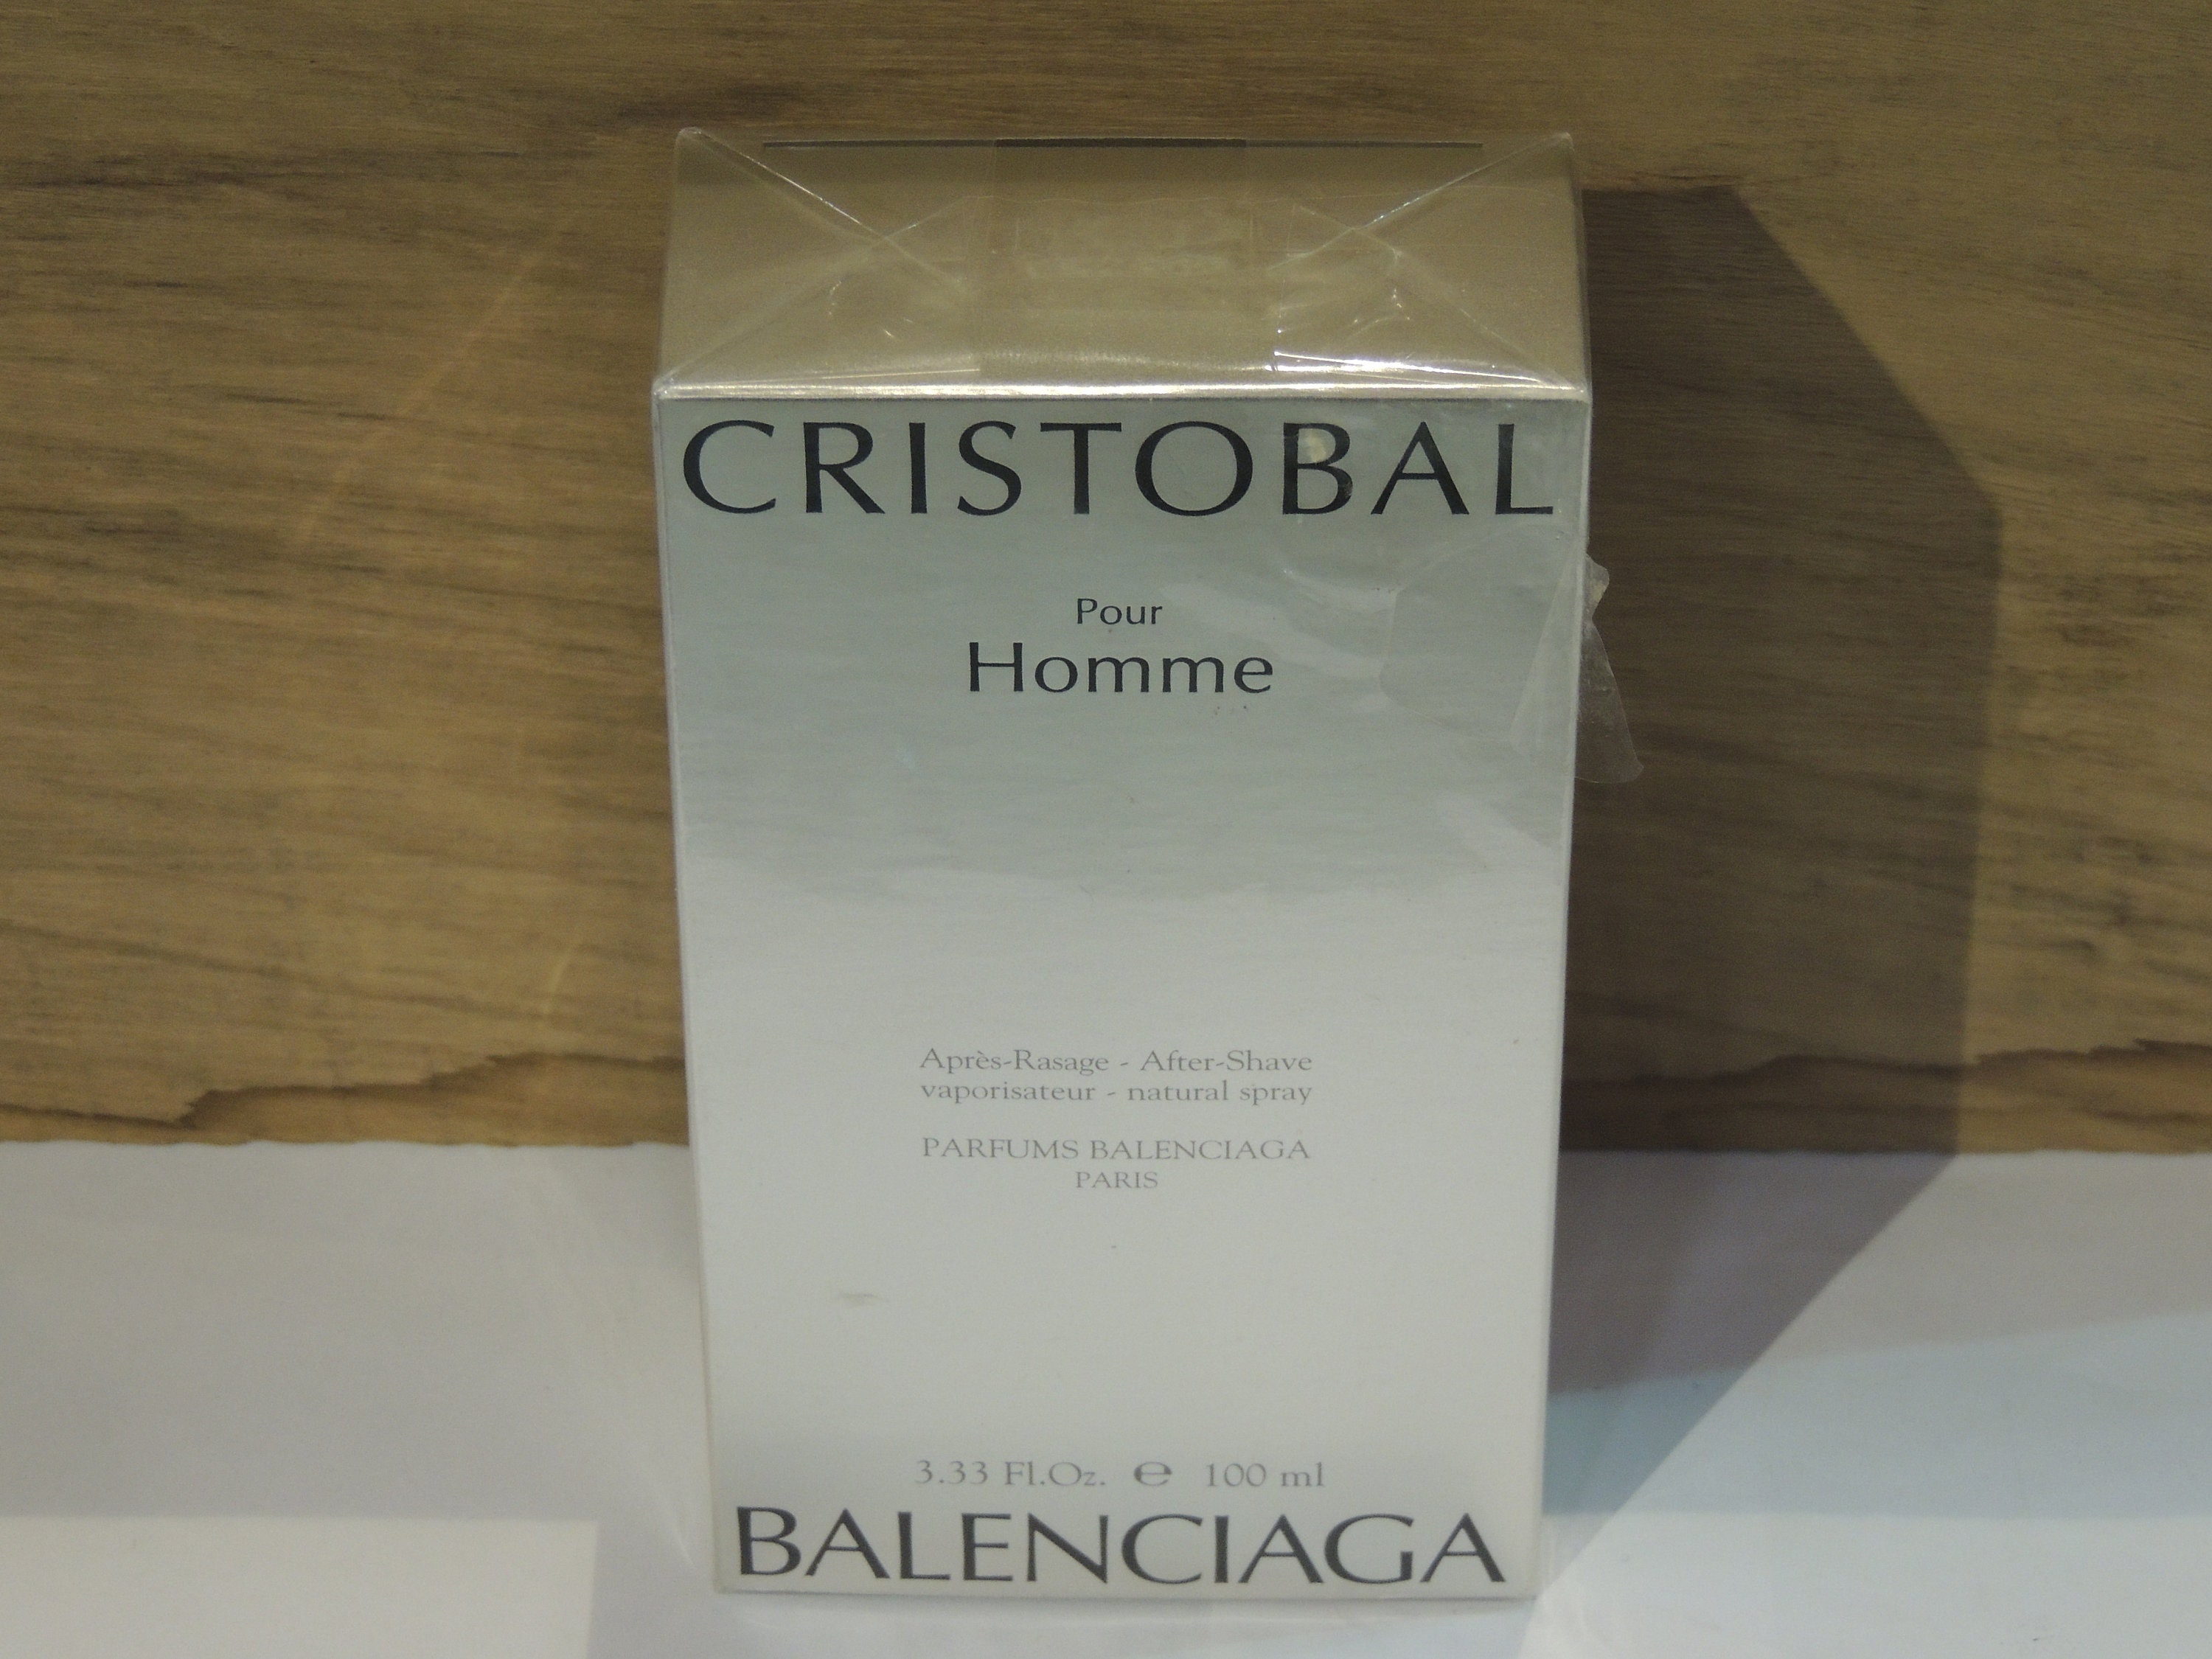 CRISTOBAL
Pour
Homme
Après-Rasage - After-Shave
vaporisateur - natural spray
PARFUMS BALENCIAGA
PARIS
3.33 Fl.Oz. e 100 ml
BALENCIAGA